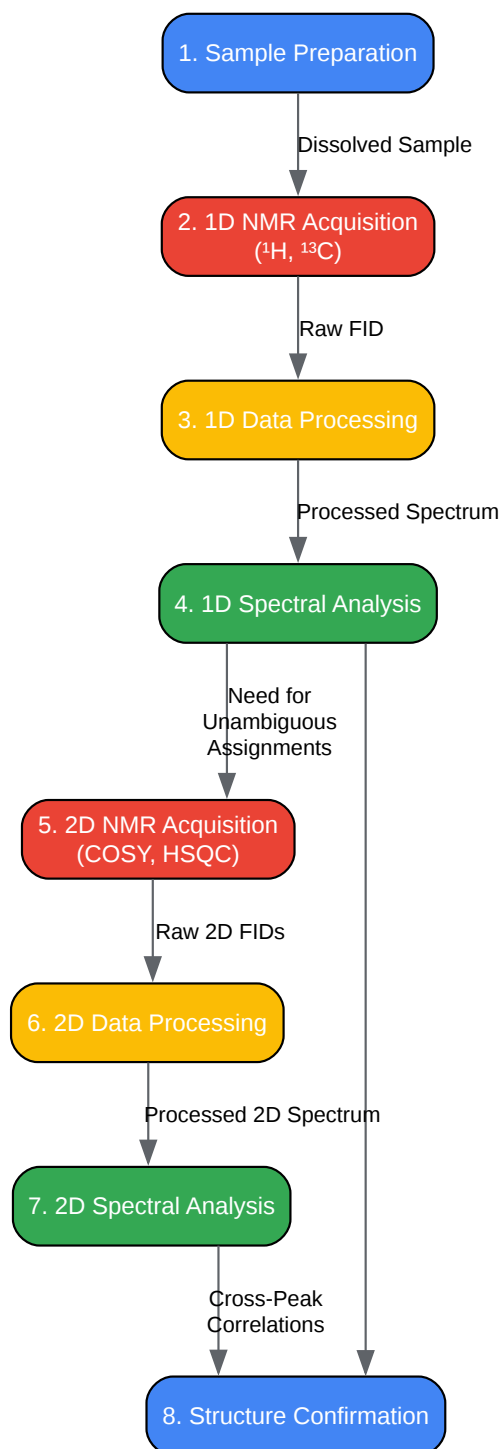 1. Sample Preparation
Dissolved Sample
2. 1D NMR Acquisition
(¹H, ¹³C)
Raw FID
3. 1D Data Processing
Processed Spectrum
4. 1D Spectral Analysis
Need for
Unambiguous
Assignments
5. 2D NMR Acquisition
(COSY, HSQC)
Raw 2D FIDs
6. 2D Data Processing
Processed 2D Spectrum
7. 2D Spectral Analysis
Cross-Peak
Correlations
8. Structure Confirmation